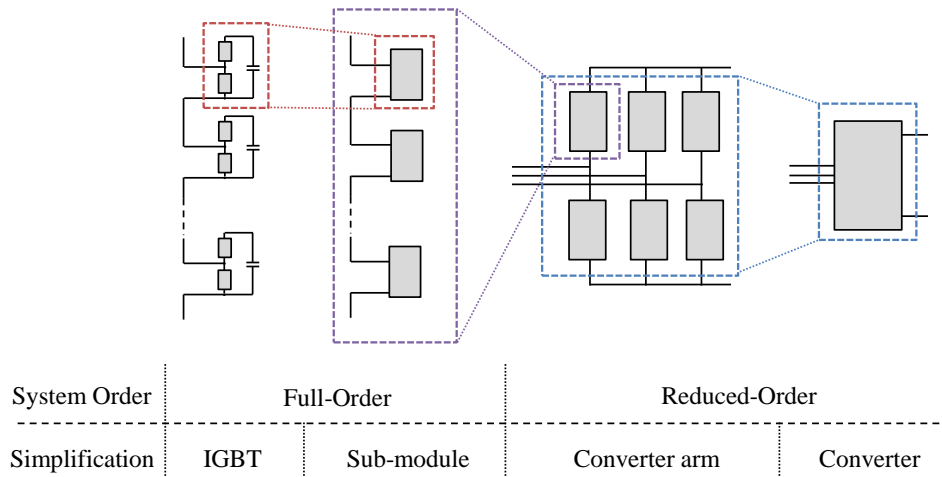 System Order Full-Order Reduced-Order
Simplification IGBT Sub-module Converter arm Converter